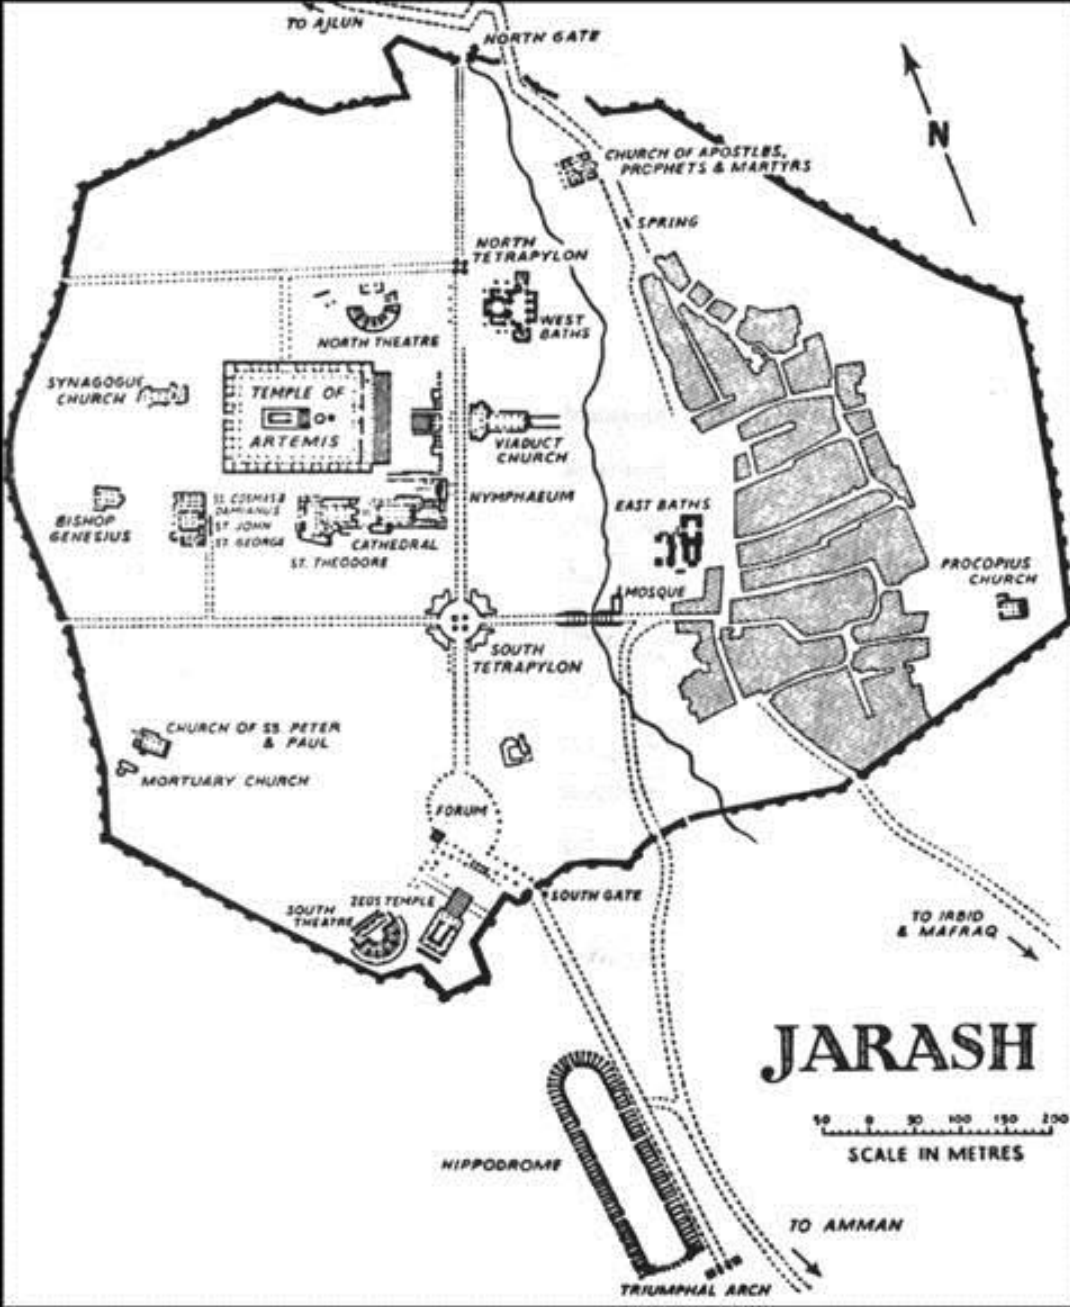 TO AJLUN
NORTH GATE
N
CHURCH OF APOSTLES,
PROPHETS & MARTYRS
SPRING
NORTH
TETRAPYLON
WEST
BATHS
NORTH THEATRE
SYNAGOGUE
CHURCH
TEMPLE OF
ARTEMIS
VIADUCT
CHURCH
NYMPHAEUM
BISHOP
GENESIUS
ST. COSMAS &
DAMIANUS
ST. JOHN
ST. GEORGE
CATHEDRAL
ST. THEODORE
EAST BATHS
MOSQUE
PROCOPIUS
CHURCH
SOUTH
TETRAPYLON
CHURCH OF SS. PETER
& PAUL
MORTUARY CHURCH
FORUM
SOUTH GATE
ZEUS TEMPLE
SOUTH
THEATRE
TO IRBID
& MAFRAQ
JARASH
50 0 50 100 150 200
SCALE IN METRES
HIPPODROME
TO AMMAN
TRIUMPHAL ARCH